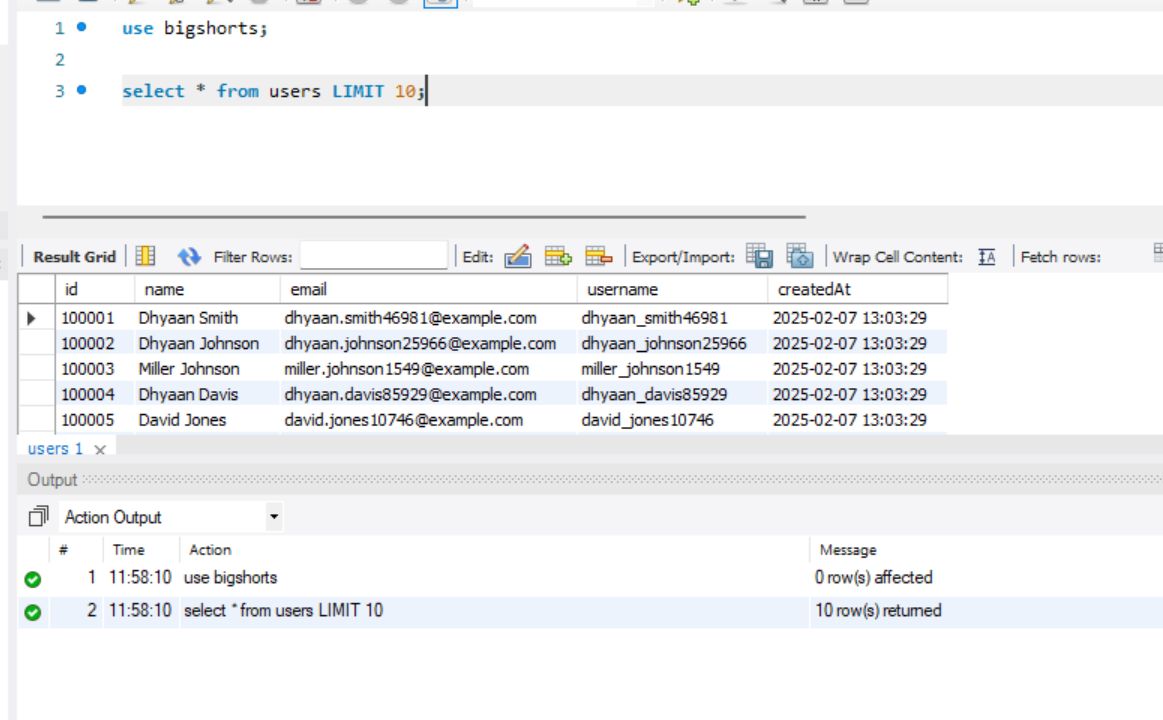 1 use bigshorts;
2
3 select * from users LIMIT 10;
Result Grid Filter Rows: Edit: Export/Import: Wrap Cell Content: IA Fetch rows:
id name email username createdAt
100001 Dhyaan Smith dhyaan.smith46981@example.com dhyaan_smith46981 2025-02-07 13:03:29
100002 Dhyaan Johnson dhyaan.johnson25966@example.com dhyaan_johnson25966 2025-02-07 13:03:29
100003 Miller Johnson miller.johnson1549@example.com miller_johnson1549 2025-02-07 13:03:29
100004 Dhyaan Davis dhyaan.davis85929@example.com dhyaan_davis85929 2025-02-07 13:03:29
100005 David Jones david.jones10746@example.com david_jones10746 2025-02-07 13:03:29
users 1 ×
Output
Action Output
# Time Action Message
1 11:58:10 use bigshorts 0 row(s) affected
2 11:58:10 select * from users LIMIT 10 10 row(s) returned